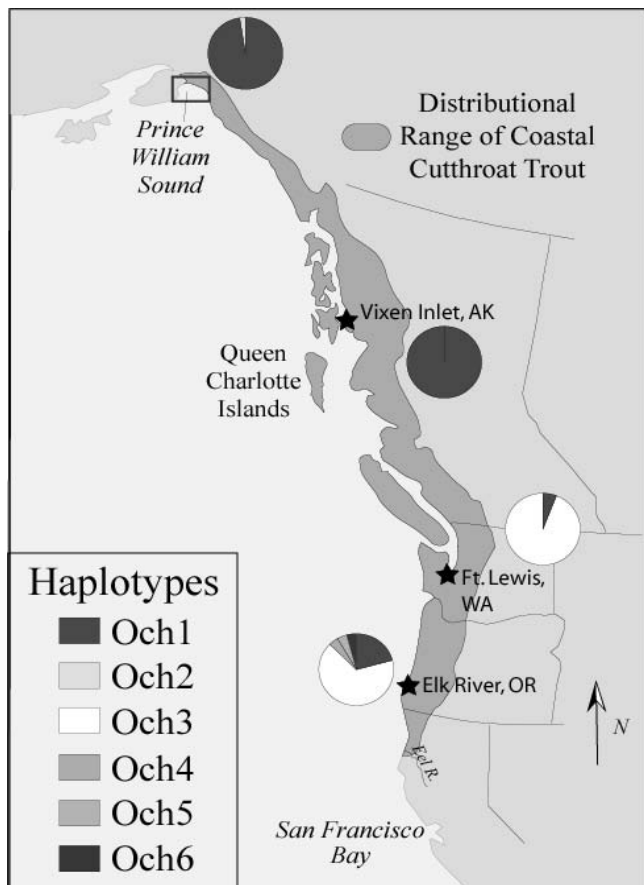 Distributional
Range of Coastal
Cutthroat Trout
Prince
William
Sound
Vixen Inlet, AK
Queen
Charlotte
Islands
Ft. Lewis,
WA
Elk River, OR
Eel R.
N
San Francisco
Bay
Haplotypes
Och1
Och2
Och3
Och4
Och5
Och6